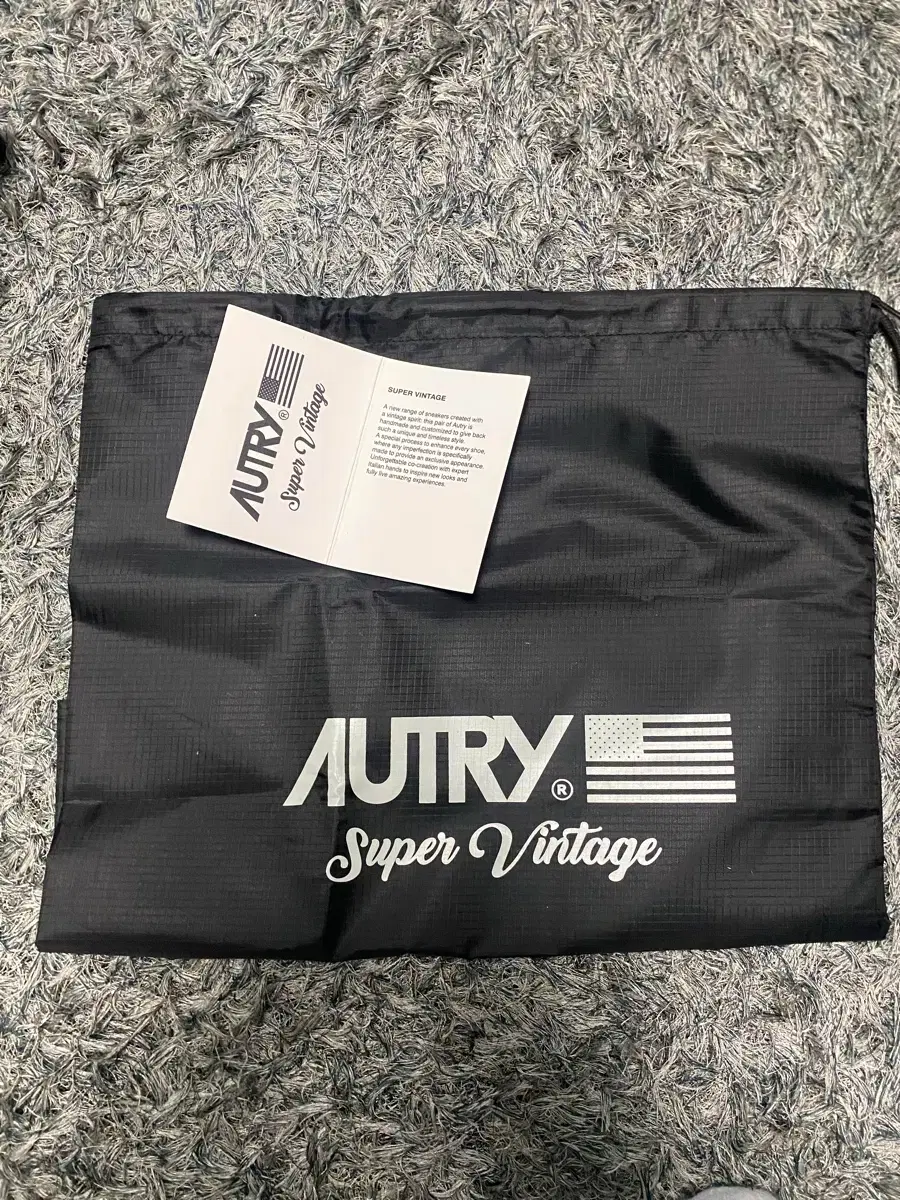 AUTRY®
Super Vintage
SUPER VINTAGE
A new range of sneakers created with
a vintage spirit: this pair of Autry is
handmade and customized to give back
such a unique and timeless style.
A special process to enhance every shoe,
where any imperfection is specifically
made to provide an exclusive appearance.
Unforgettable co-creation with expert
Italian hands to inspire new looks and
fully live amazing experiences.
AUTRY®
Super Vintage